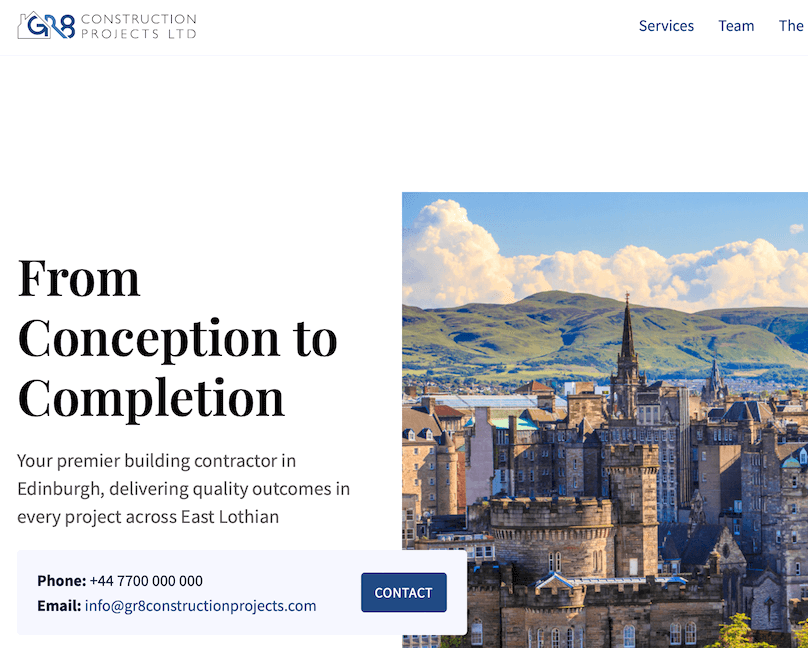 GR8 CONSTRUCTION
PROJECTS LTD
Services Team The
From
Conception to
Completion
Your premier building contractor in
Edinburgh, delivering quality outcomes in
every project across East Lothian
Phone: +44 7700 000 000
Email: info@gr8constructionprojects.com
CONTACT